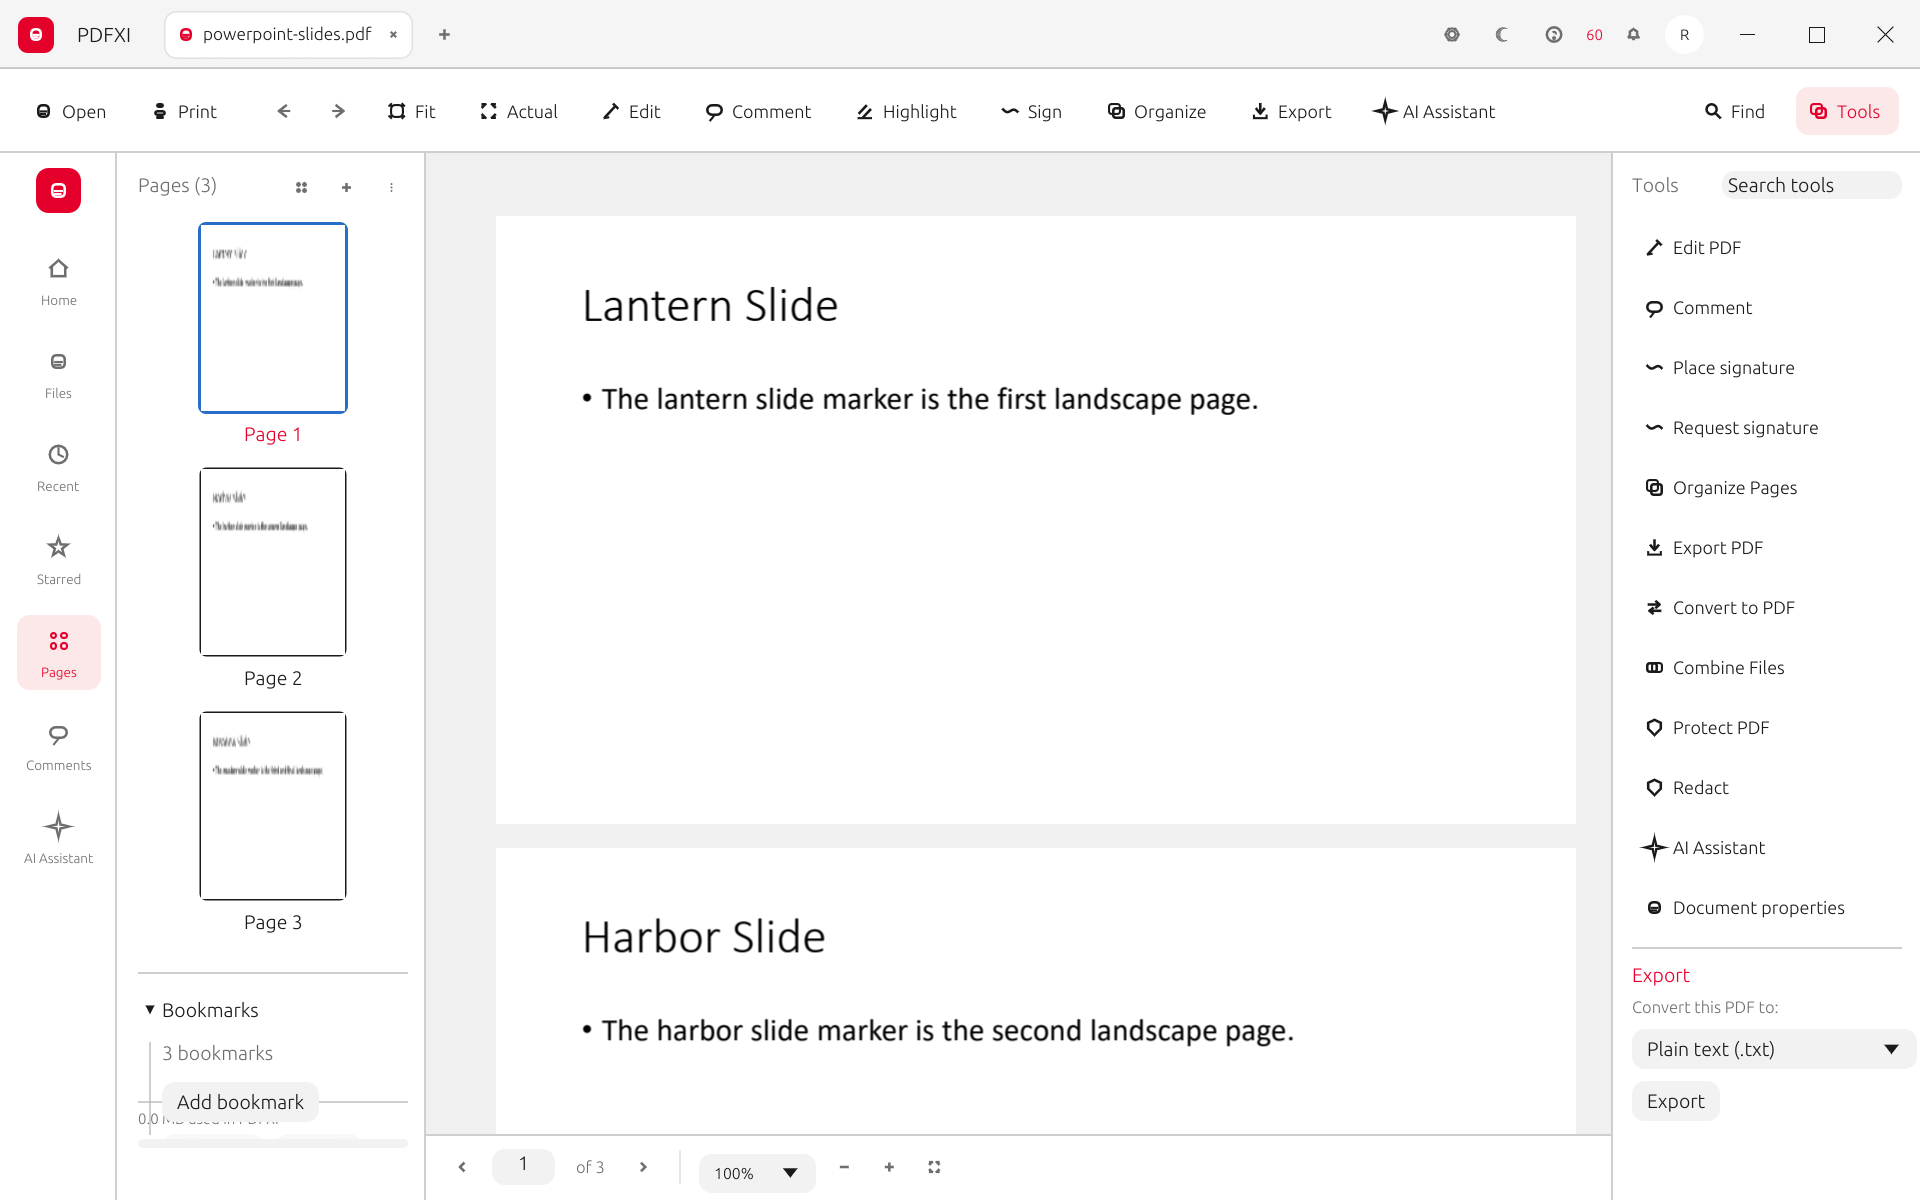 PDFXI
powerpoint-slides.pdf
60
R
Open
Print
Fit
Actual
Edit
Comment
Highlight
Sign
Organize
Export
AI Assistant
Find
Tools
Home
Files
Recent
Starred
Pages
Comments
AI Assistant
Pages (3)
Page 1
Page 2
Page 3
Bookmarks
3 bookmarks
Add bookmark
Lantern Slide
• The lantern slide marker is the first landscape page.
Harbor Slide
• The harbor slide marker is the second landscape page.
1 of 3
100%
Tools
Search tools
Edit PDF
Comment
Place signature
Request signature
Organize Pages
Export PDF
Convert to PDF
Combine Files
Protect PDF
Redact
AI Assistant
Document properties
Export
Convert this PDF to:
Plain text (.txt)
Export